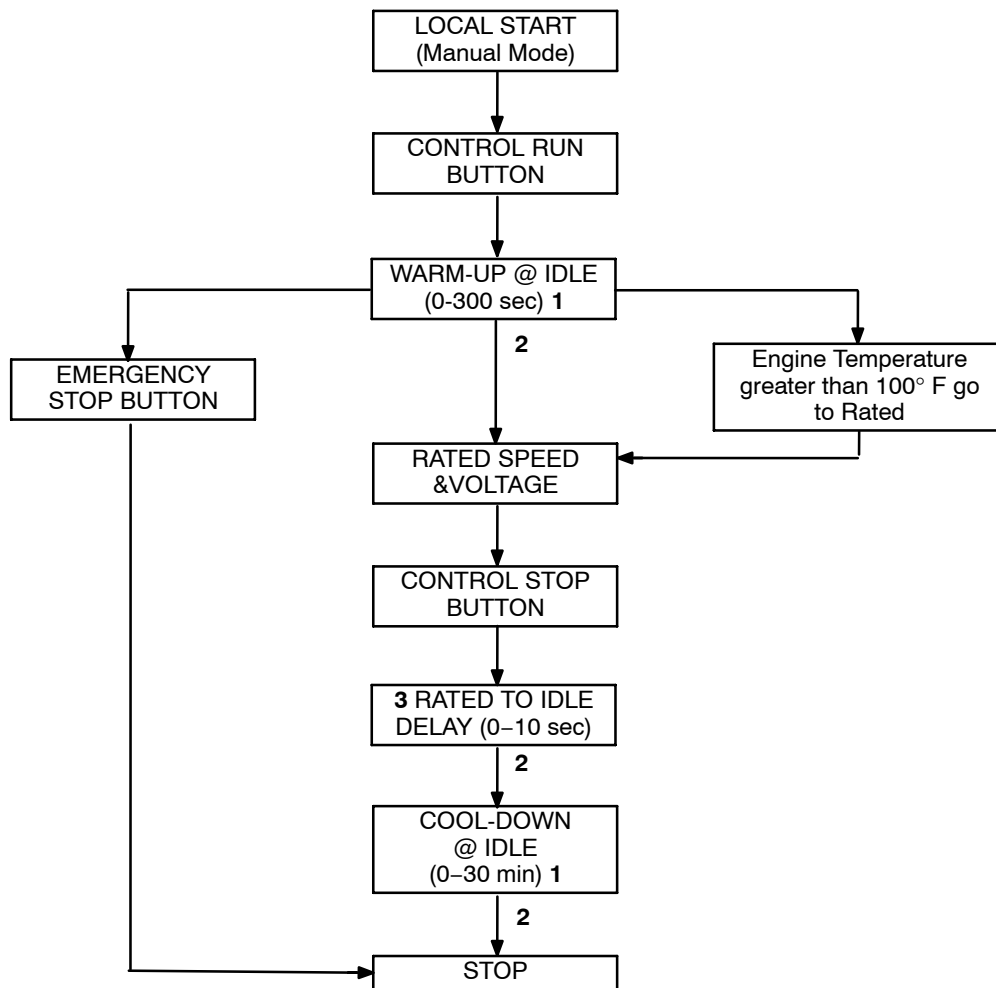 LOCAL START
(Manual Mode)
CONTROL RUN
BUTTON
WARM-UP @ IDLE
(0-300 sec) 1
2
EMERGENCY
STOP BUTTON
Engine Temperature
greater than 100° F go
to Rated
RATED SPEED
&VOLTAGE
CONTROL STOP
BUTTON
3 RATED TO IDLE
DELAY (0–10 sec)
2
COOL-DOWN
@ IDLE
(0–30 min) 1
2
STOP